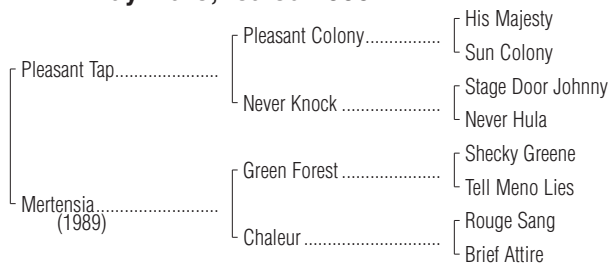 His Majesty
Pleasant Colony
Sun Colony
Pleasant Tap
Stage Door Johnny
Never Knock
Never Hula
Shecky Greene
Green Forest
Tell Meno Lies
Mertensia
(1989)
Rouge Sang
Chaleur
Brief Attire